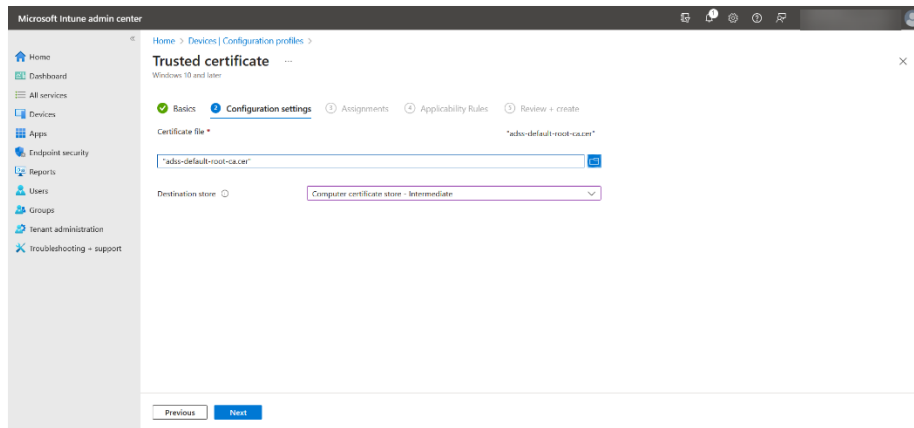 Microsoft Intune admin center
1
«
Home > Devices | Configuration profiles >
Home
Dashboard
All services
Devices
Apps
Endpoint security
Reports
Users
Groups
Tenant administration
Troubleshooting + support
Trusted certificate ...
Windows 10 and later
Basics 2 Configuration settings 3 Assignments 4 Applicability Rules 5 Review + create
Certificate file * "adss-default-root-ca.cer"
"adss-default-root-ca.cer"
Destination store Computer certificate store - Intermediate
Previous Next